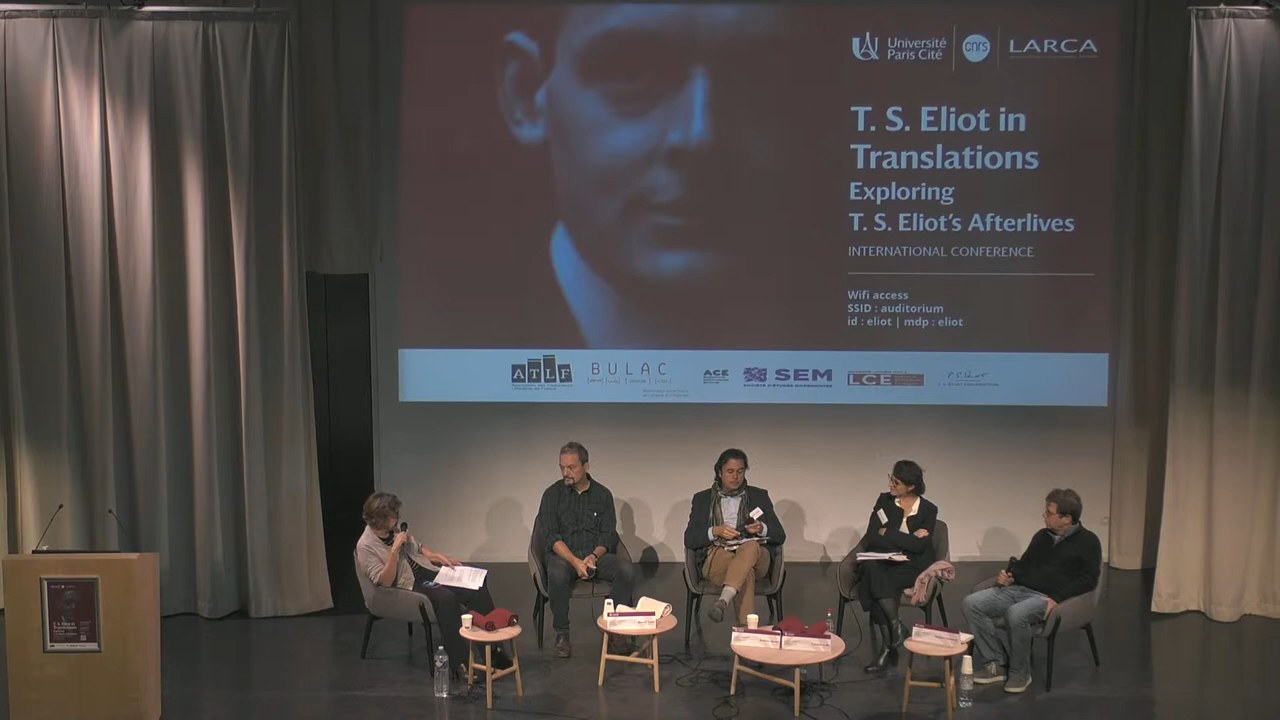 Université
Paris Cité
cnrs
LARCA
T. S. Eliot in
Translations
Exploring
T. S. Eliot's Afterlives
INTERNATIONAL CONFERENCE
Wifi access
SSID : auditorium
id : eliot | mdp : eliot
ATLF
BULAC
ACE
SEM
LCE